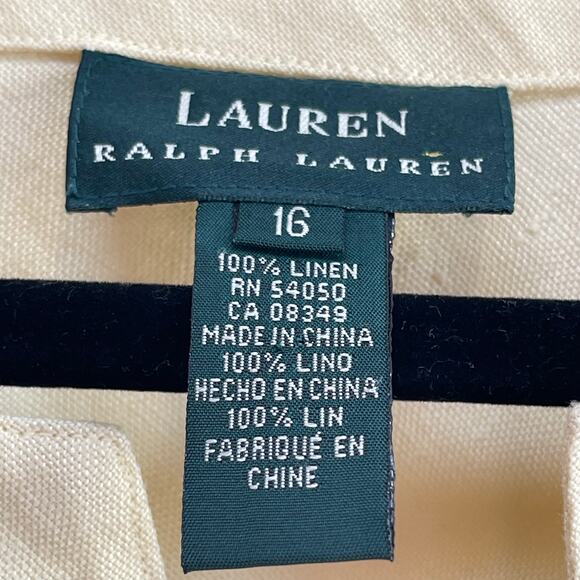 LAUREN
RALPH LAUREN
16
100% LINEN
RN 54050
CA 08349
MADE IN CHINA
100% LINO
HECHO EN CHINA
100% LIN
FABRIQUÉ EN
CHINE